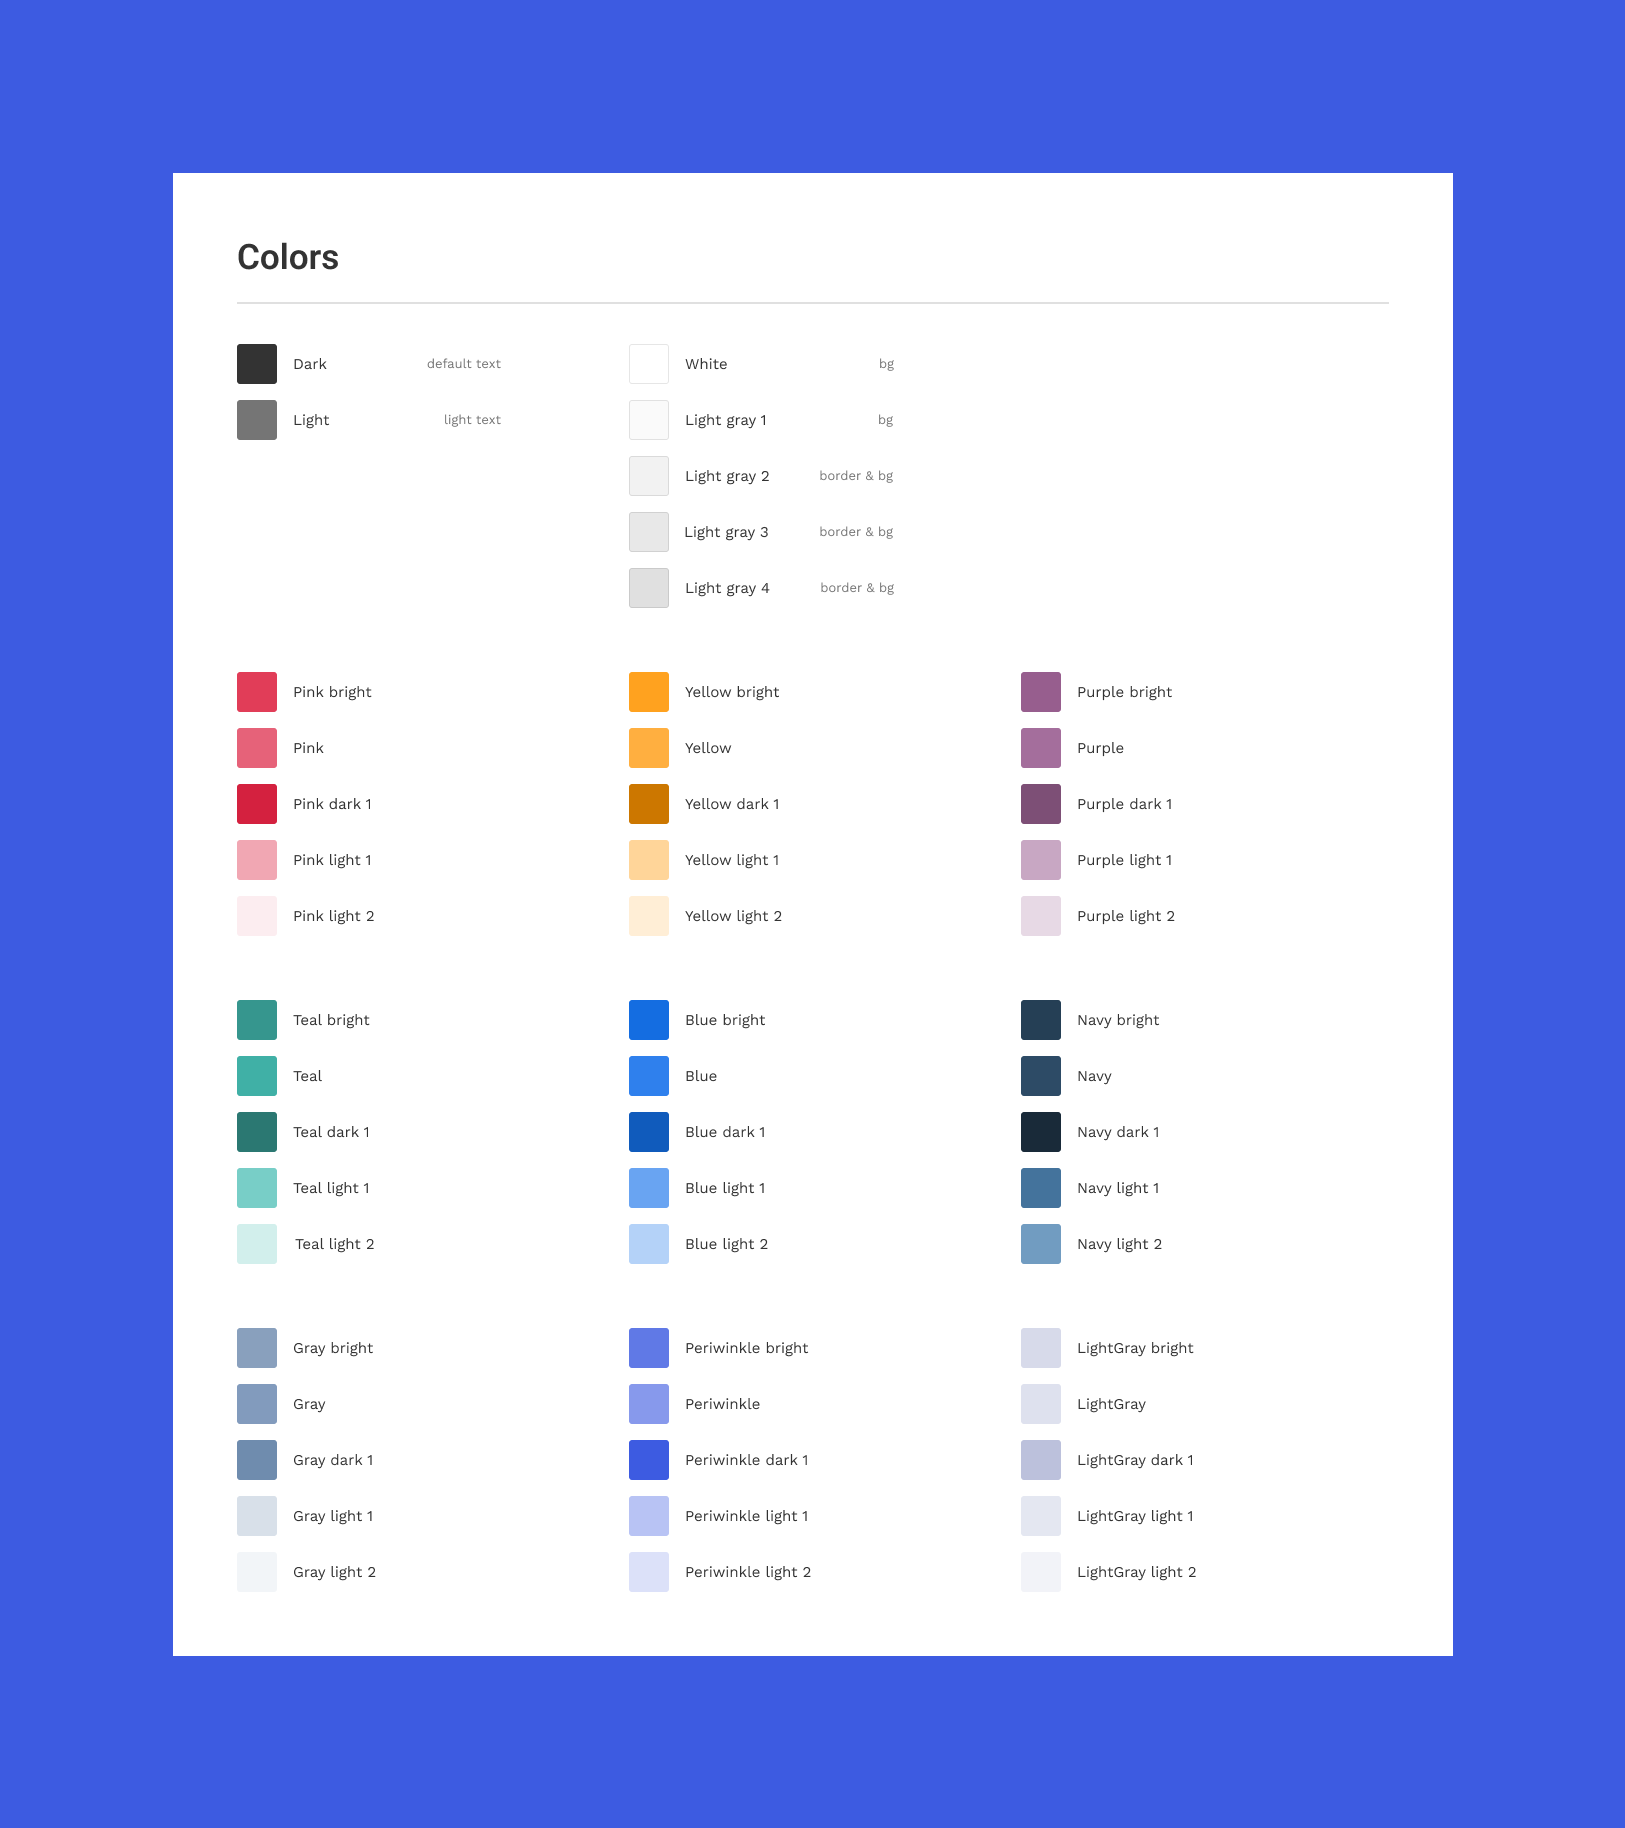 Colors
Dark default text
Light light text
White bg
Light gray 1 bg
Light gray 2 border & bg
Light gray 3 border & bg
Light gray 4 border & bg
Pink bright
Pink
Pink dark 1
Pink light 1
Pink light 2
Yellow bright
Yellow
Yellow dark 1
Yellow light 1
Yellow light 2
Purple bright
Purple
Purple dark 1
Purple light 1
Purple light 2
Teal bright
Teal
Teal dark 1
Teal light 1
Teal light 2
Blue bright
Blue
Blue dark 1
Blue light 1
Blue light 2
Navy bright
Navy
Navy dark 1
Navy light 1
Navy light 2
Gray bright
Gray
Gray dark 1
Gray light 1
Gray light 2
Periwinkle bright
Periwinkle
Periwinkle dark 1
Periwinkle light 1
Periwinkle light 2
LightGray bright
LightGray
LightGray dark 1
LightGray light 1
LightGray light 2